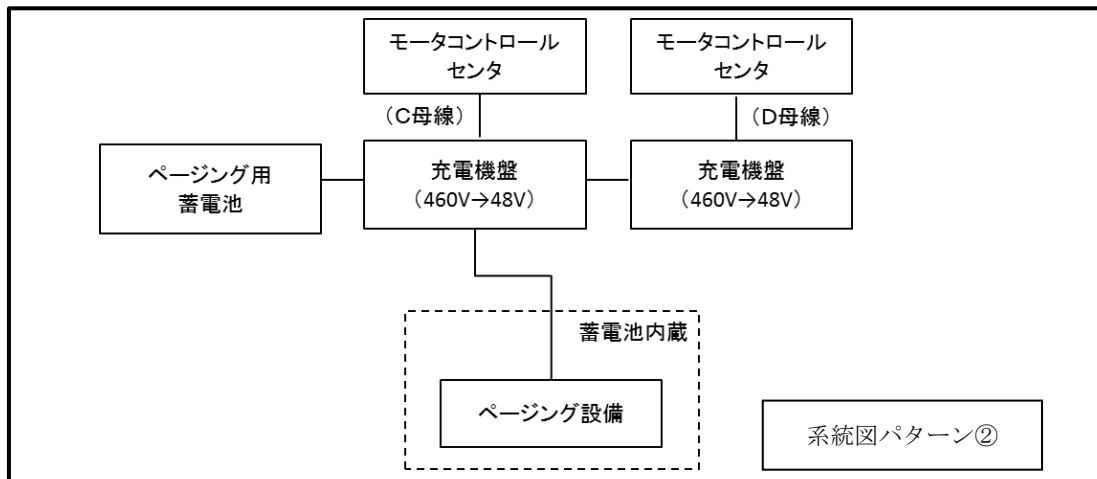 モータコントロール
センタ
モータコントロール
センタ
（C母線）
（D母線）
ページング用
蓄電池
充電機盤
（460V→48V）
充電機盤
（460V→48V）
蓄電池内蔵
ページング設備
系統図パターン②